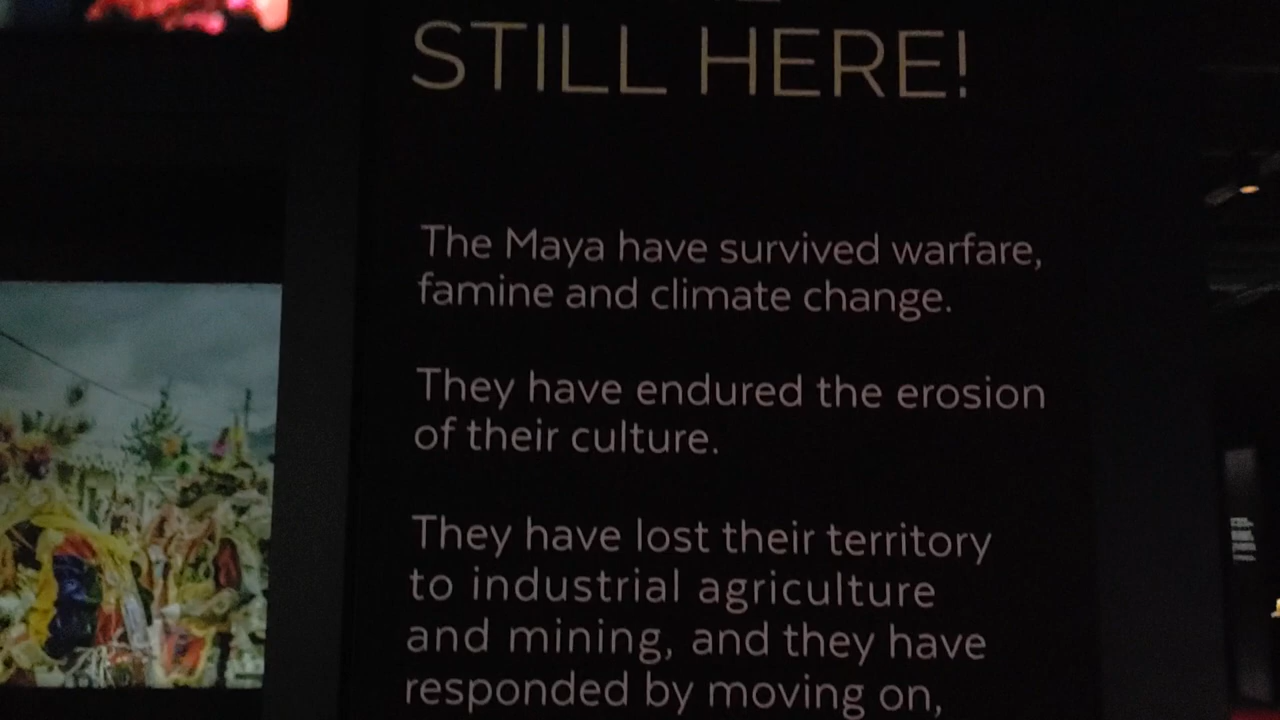 STILL HERE!
The Maya have survived warfare,
famine and climate change.
They have endured the erosion
of their culture.
They have lost their territory
to industrial agriculture
and mining, and they have
responded by moving on,